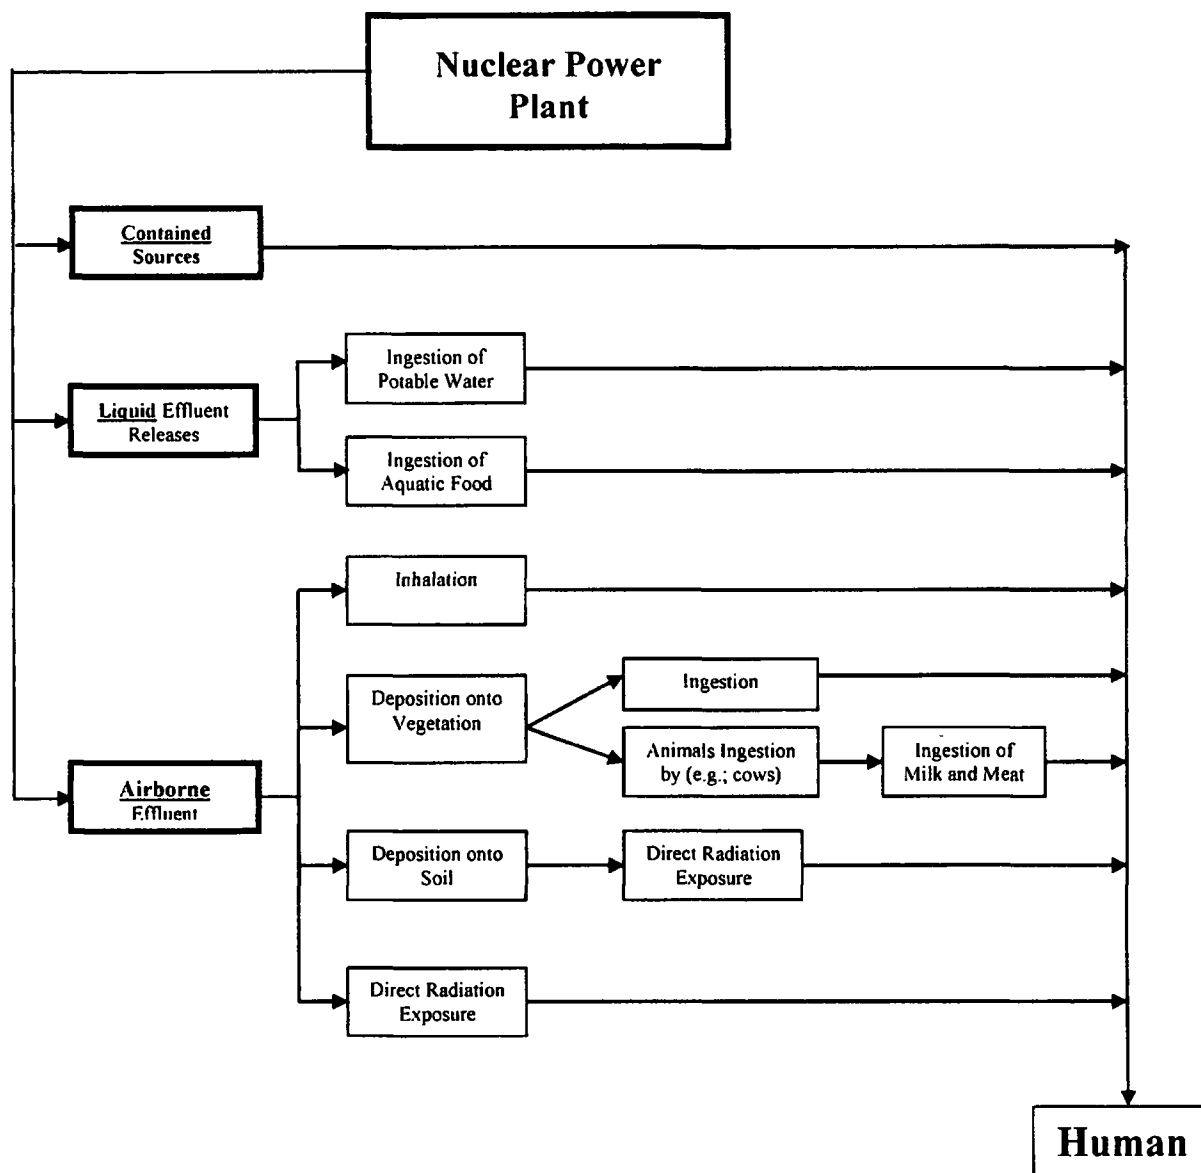 Nuclear Power
Plant
Contained
Sources
Ingestion of
Potable Water
Liquid Effluent
Releases
Ingestion of
Aquatic Food
Inhalation
Deposition onto
Vegetation
Ingestion
Animals Ingestion
by (e.g.; cows)
Ingestion of
Milk and Meat
Airborne
Effluent
Deposition onto
Soil
Direct Radiation
Exposure
Direct Radiation
Exposure
Human